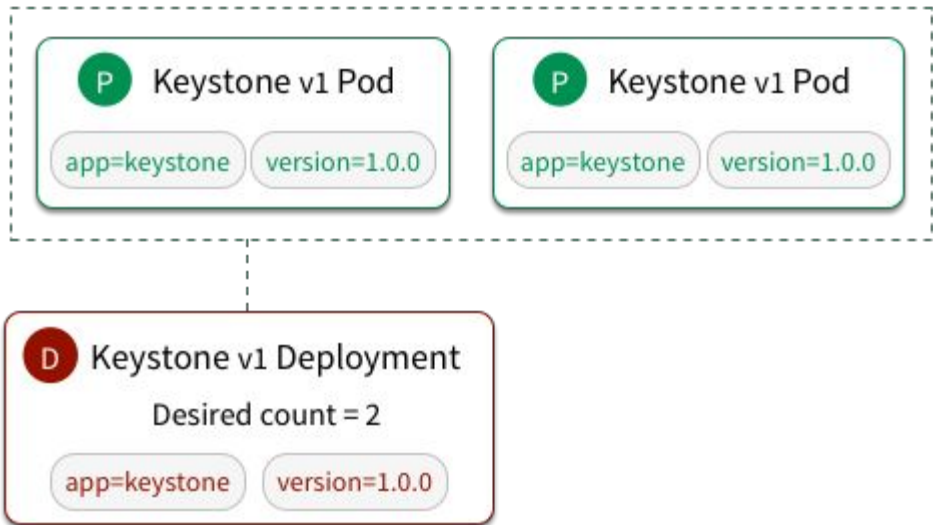 P Keystone v1 Pod
app=keystone version=1.0.0
P Keystone v1 Pod
app=keystone version=1.0.0
D Keystone v1 Deployment
Desired count = 2
app=keystone version=1.0.0